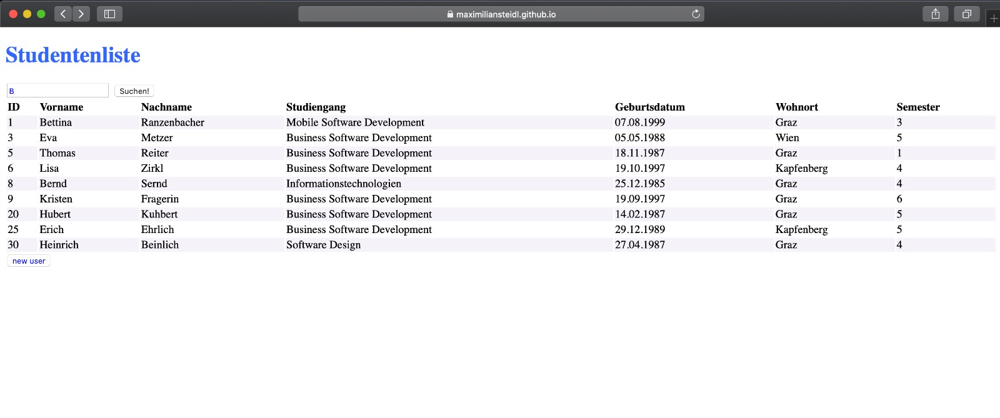 maximiliansteidl.github.io
Studentenliste
B Suchen!
ID Vorname Nachname Studiengang Geburtsdatum Wohnort Semester
1 Bettina Ranzenbacher Mobile Software Development 07.08.1999 Graz 3
3 Eva Metzer Business Software Development 05.05.1988 Wien 5
5 Thomas Reiter Business Software Development 18.11.1987 Graz 1
6 Lisa Zirkl Business Software Development 19.10.1997 Kapfenberg 4
8 Bernd Sernd Informationstechnologien 25.12.1985 Graz 4
9 Kristen Fragerin Business Software Development 19.09.1997 Graz 6
20 Hubert Kuhbert Business Software Development 14.02.1987 Graz 5
25 Erich Ehrlich Business Software Development 29.12.1989 Kapfenberg 5
30 Heinrich Beinlich Software Design 27.04.1987 Graz 4
new user